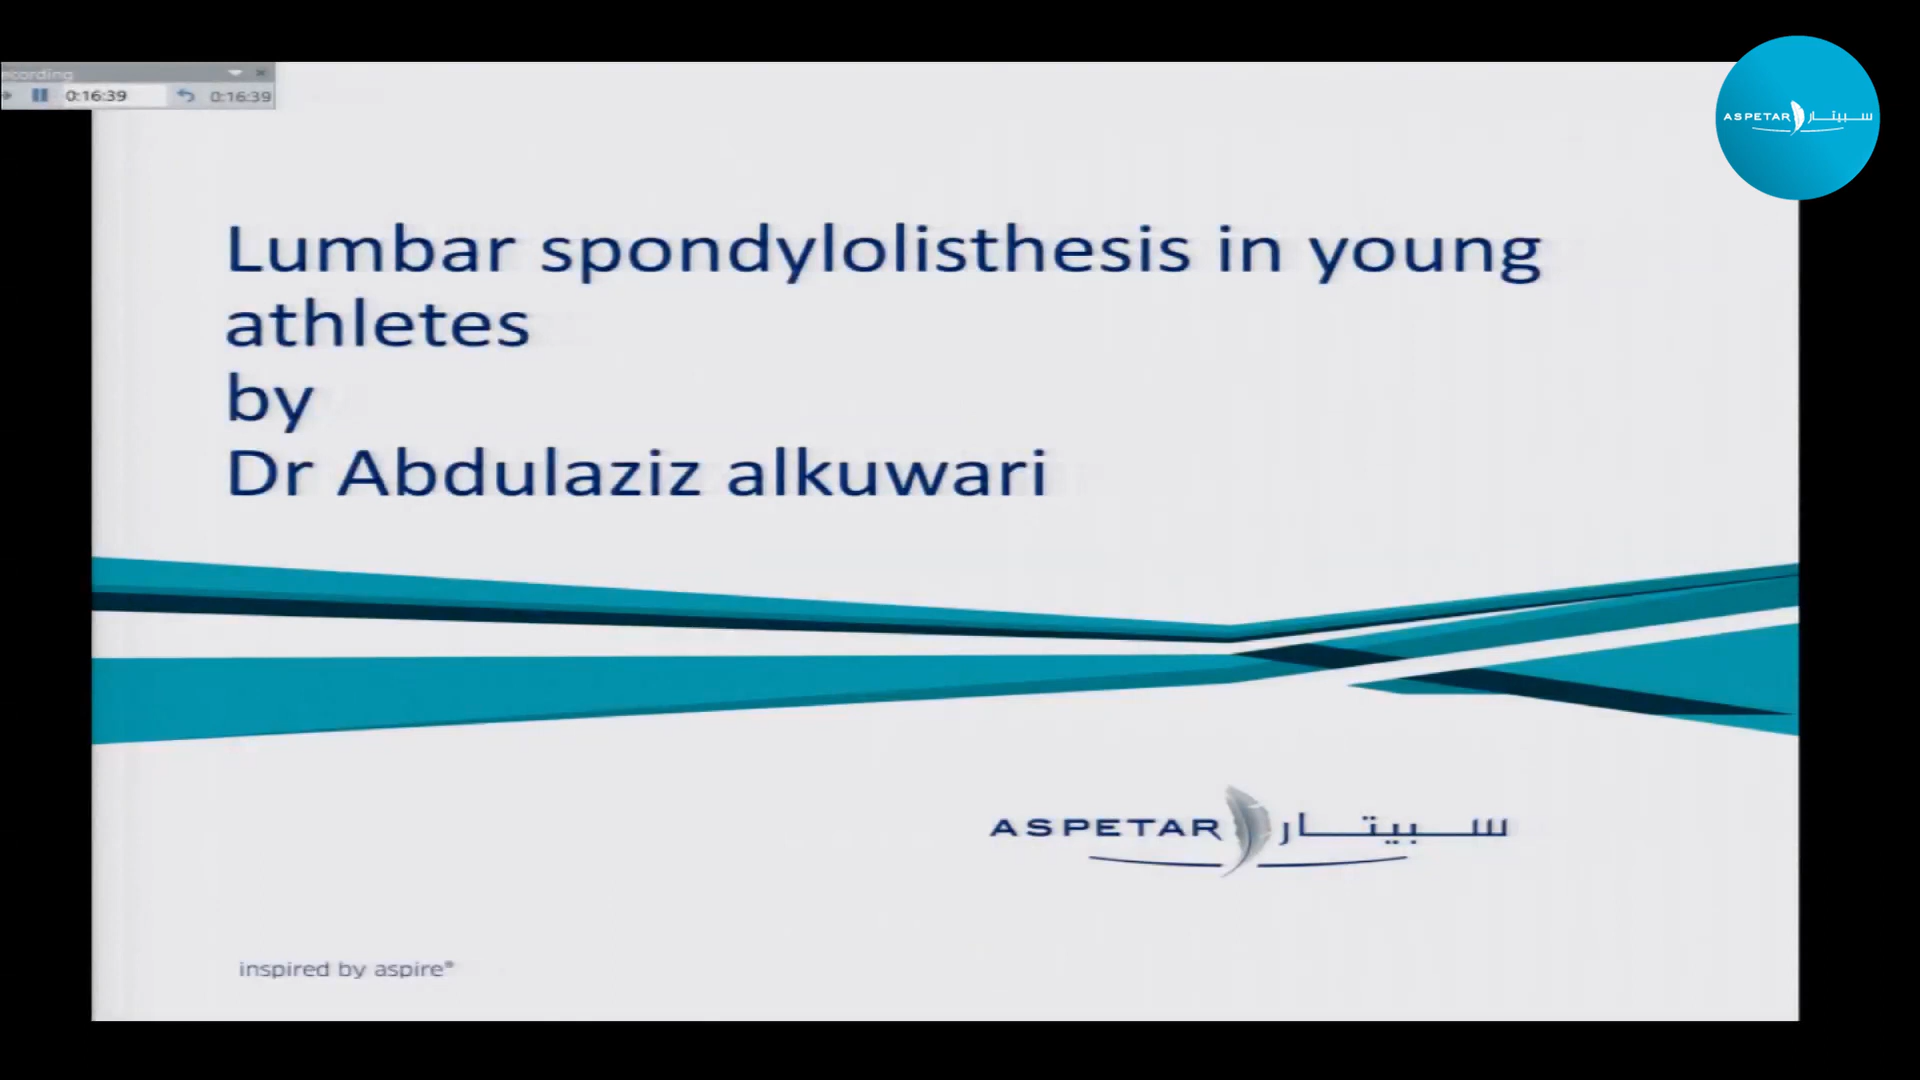 ecording
0:16:39 0:16:39
ASPETAR سبيتار
Lumbar spondylolisthesis in young
athletes
by
Dr Abdulaziz alkuwari
ASPETAR سبيتار
inspired by aspire®